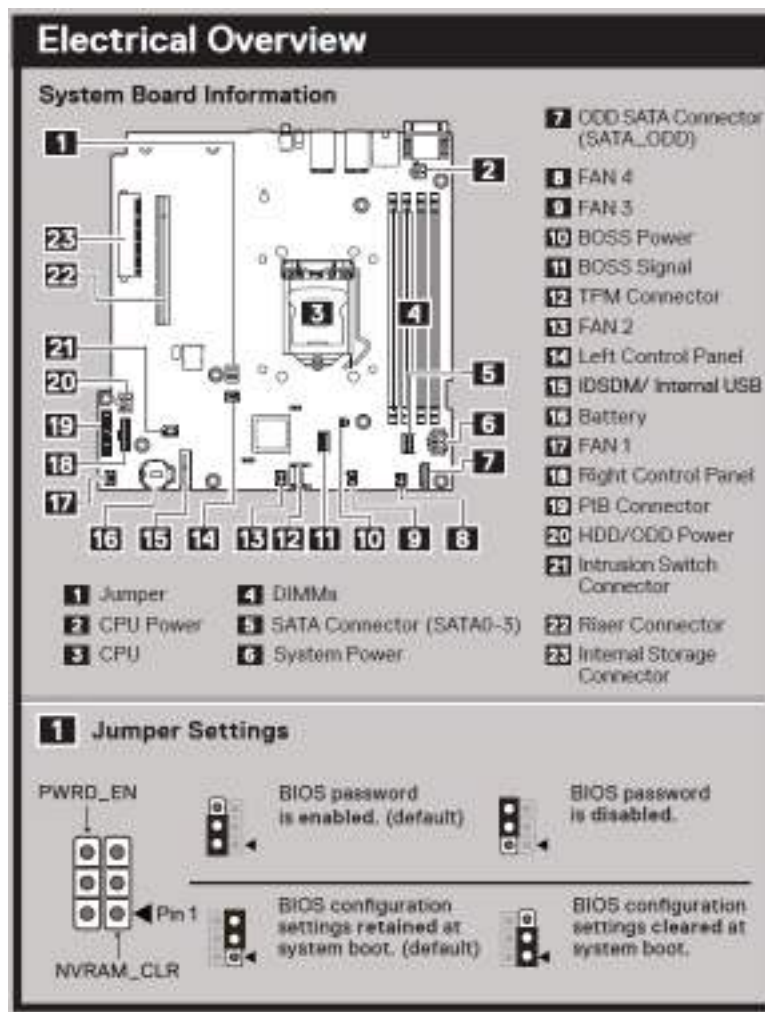 Electrical Overview
System Board Information
1
2
3
4
5
6
7
8
9
10
11
12
13
14
15
16
17
18
19
20
21
22
23
1 Jumper
2 CPU Power
3 CPU
4 DIMMs
5 SATA Connector (SATA0-3)
6 System Power
7 ODD SATA Connector
(SATA_ODD)
8 FAN 4
9 FAN 3
10 BOSS Power
11 BOSS Signal
12 TPM Connector
13 FAN 2
14 Left Control Panel
15 IDSDM/ Internal USB
16 Battery
17 FAN 1
18 Right Control Panel
19 PIB Connector
20 HDD/ODD Power
21 Intrusion Switch
Connector
22 Riser Connector
23 Internal Storage
Connector
1 Jumper Settings
PWRD_EN
Pin 1
NVRAM_CLR
BIOS password
is enabled. (default)
BIOS password
is disabled.
BIOS configuration
settings retained at
system boot. (default)
BIOS configuration
settings cleared at
system boot.